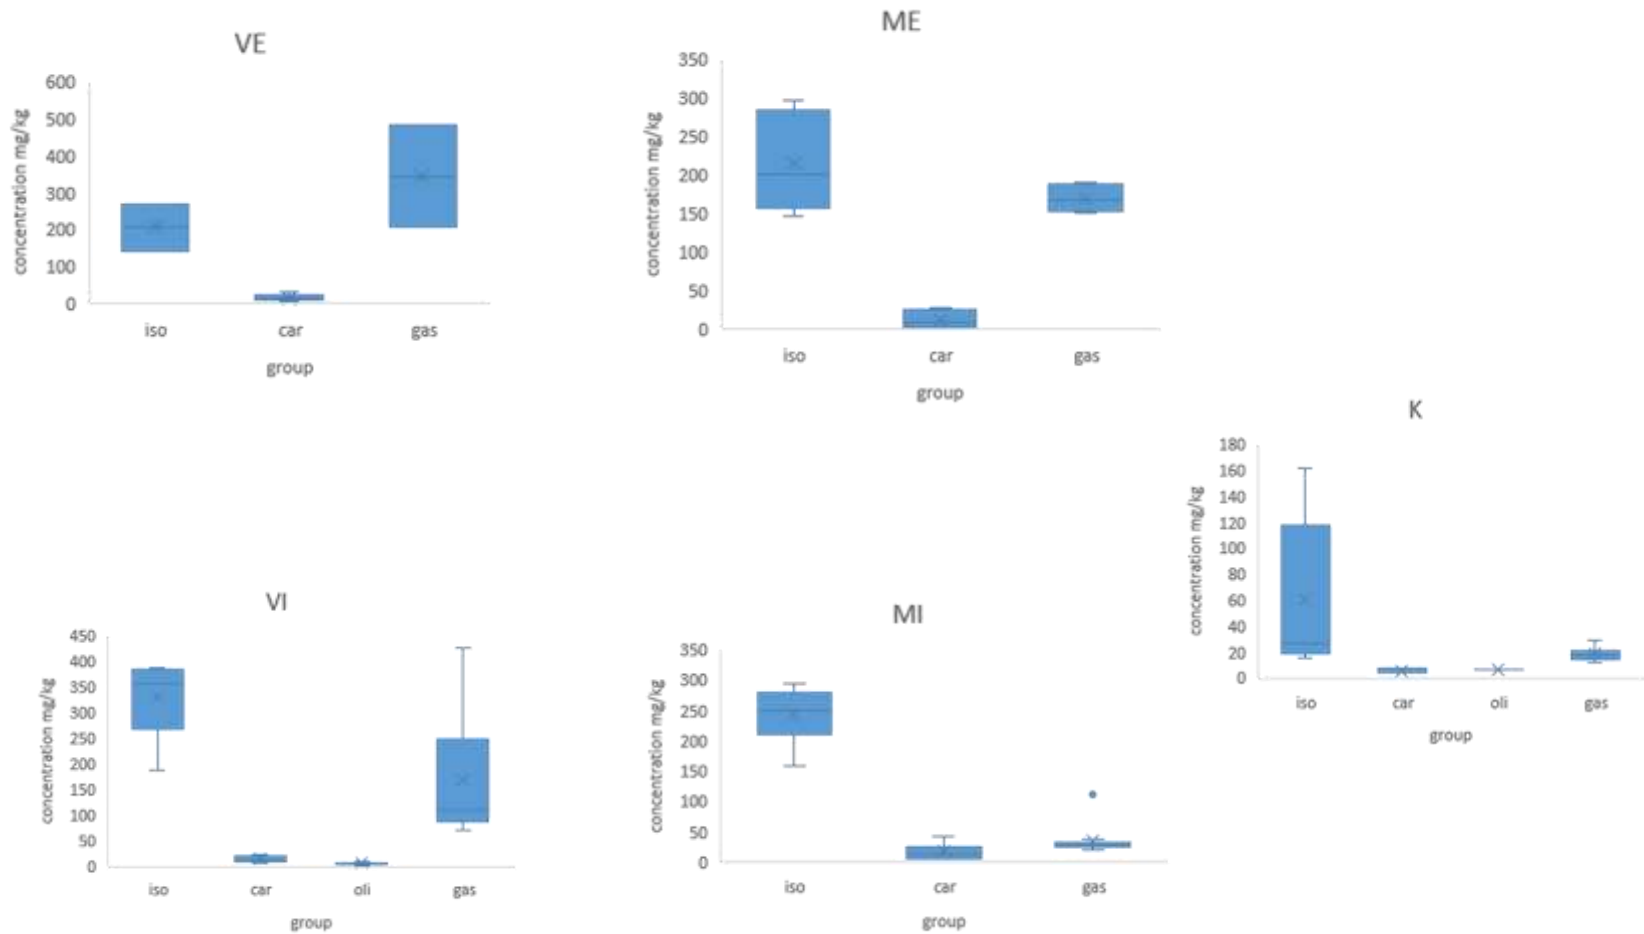 VE
concentration mg/kg
600
500
400
300
200
100
0
iso car gas
group
ME
concentration mg/kg
350
300
250
200
150
100
50
0
iso car gas
group
K
concentration mg/kg
180
160
140
120
100
80
60
40
20
0
iso car oli gas
group
VI
concentration mg/kg
450
400
350
300
250
200
150
100
50
0
iso car oli gas
group
MI
concentration mg/kg
350
300
250
200
150
100
50
0
iso car gas
group